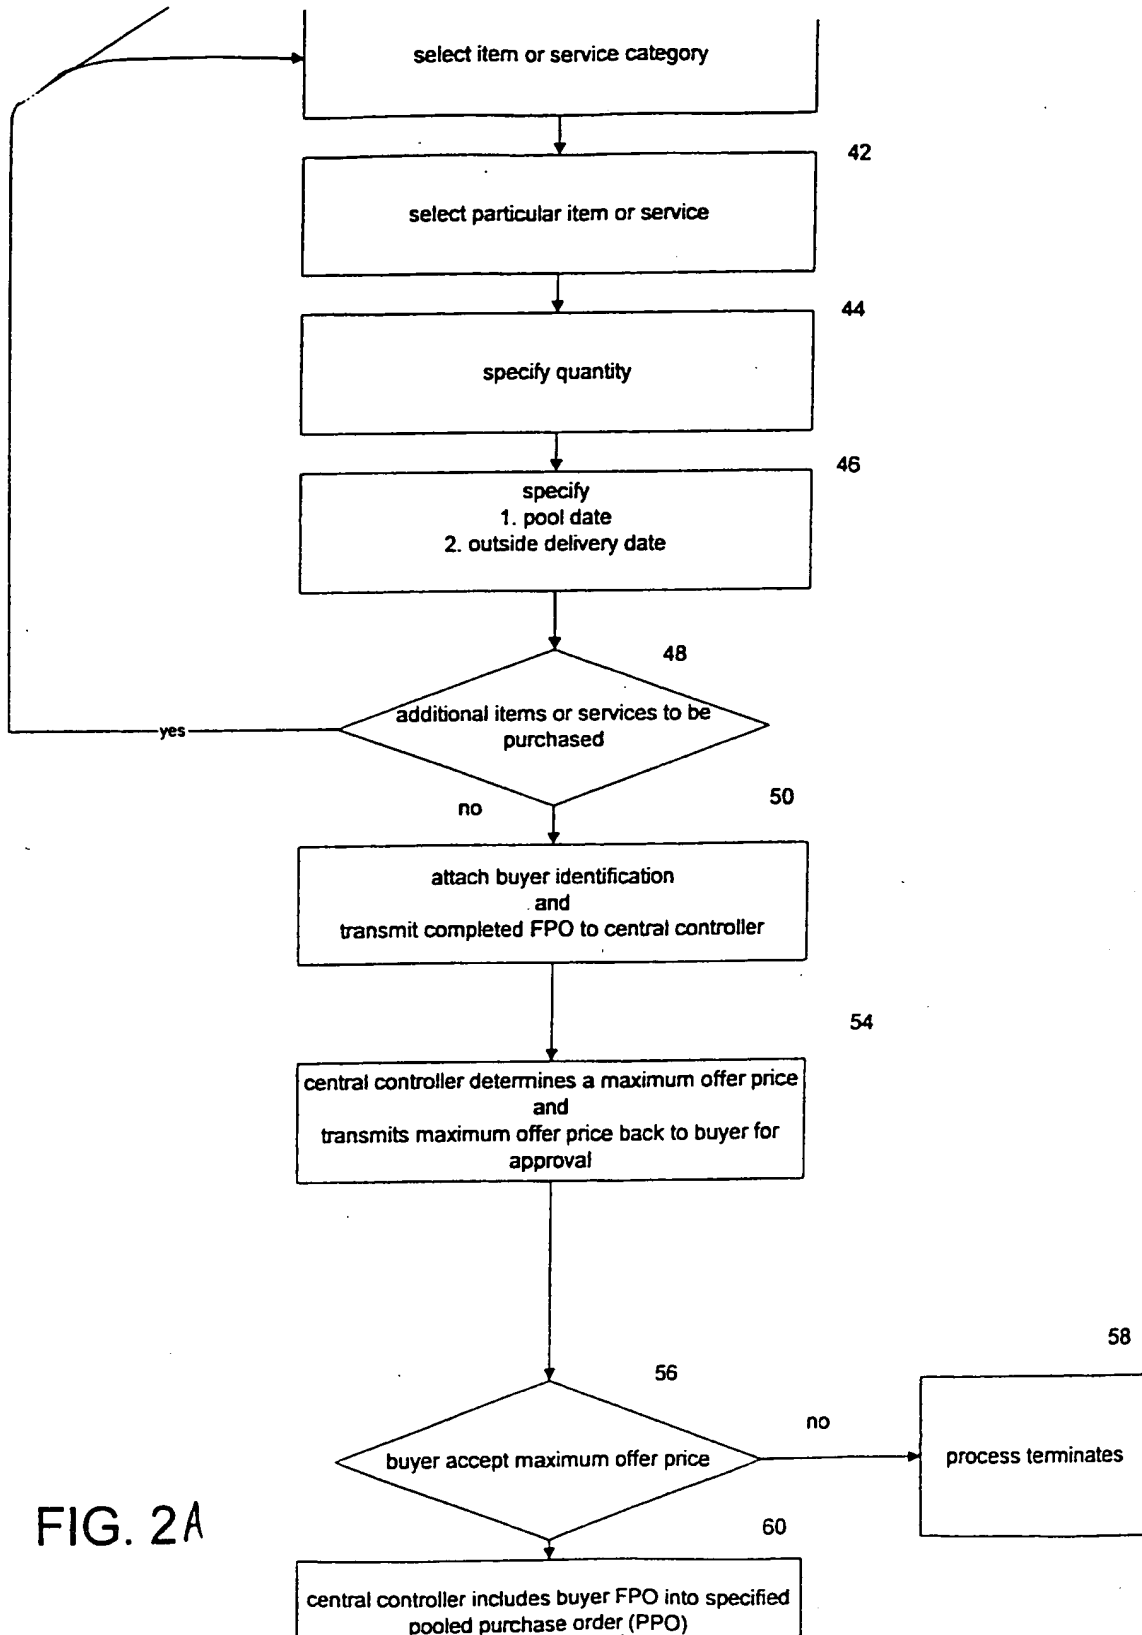 select item or service category
42
select particular item or service
44
specify quantity
46
specify
1. pool date
2. outside delivery date
48
additional items or services to be
purchased
yes
no
50
attach buyer identification
and
transmit completed FPO to central controller
54
central controller determines a maximum offer price
and
transmits maximum offer price back to buyer for
approval
56
buyer accept maximum offer price
no
58
process terminates
60
central controller includes buyer FPO into specified
pooled purchase order (PPO)
FIG. 2A